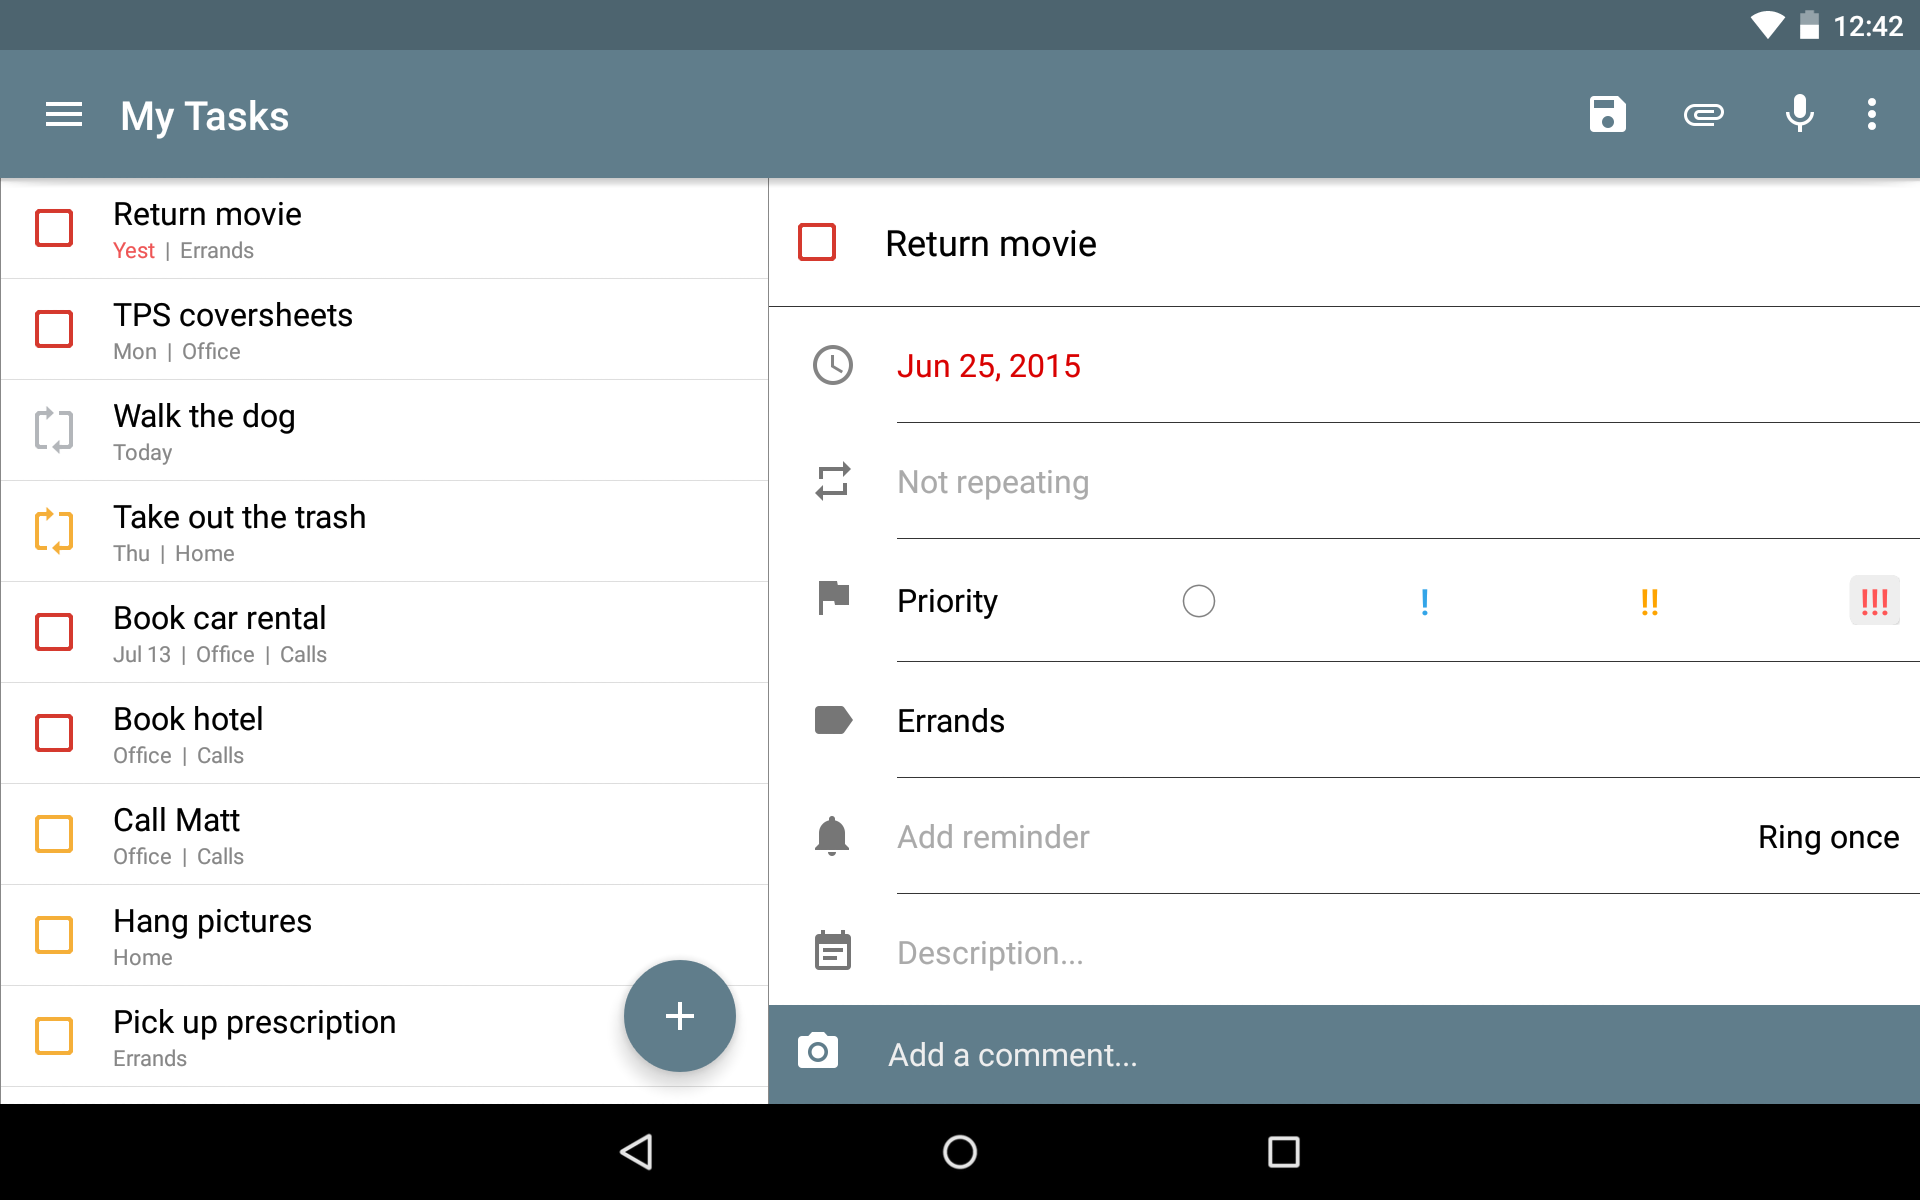 12:42
My Tasks
Return movie
Yest | Errands
TPS coversheets
Mon | Office
Walk the dog
Today
Take out the trash
Thu | Home
Book car rental
Jul 13 | Office | Calls
Book hotel
Office | Calls
Call Matt
Office | Calls
Hang pictures
Home
Pick up prescription
Errands
Return movie
Jun 25, 2015
Not repeating
Priority ! !! !!!
Errands
Add reminder Ring once
Description...
Add a comment...